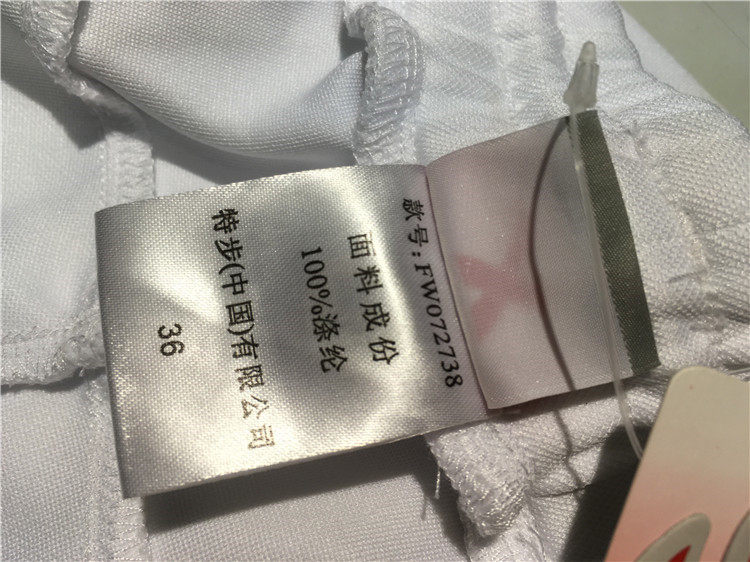 款号:FW072738
面料成份
100%涤纶
特步(中国)有限公司
36